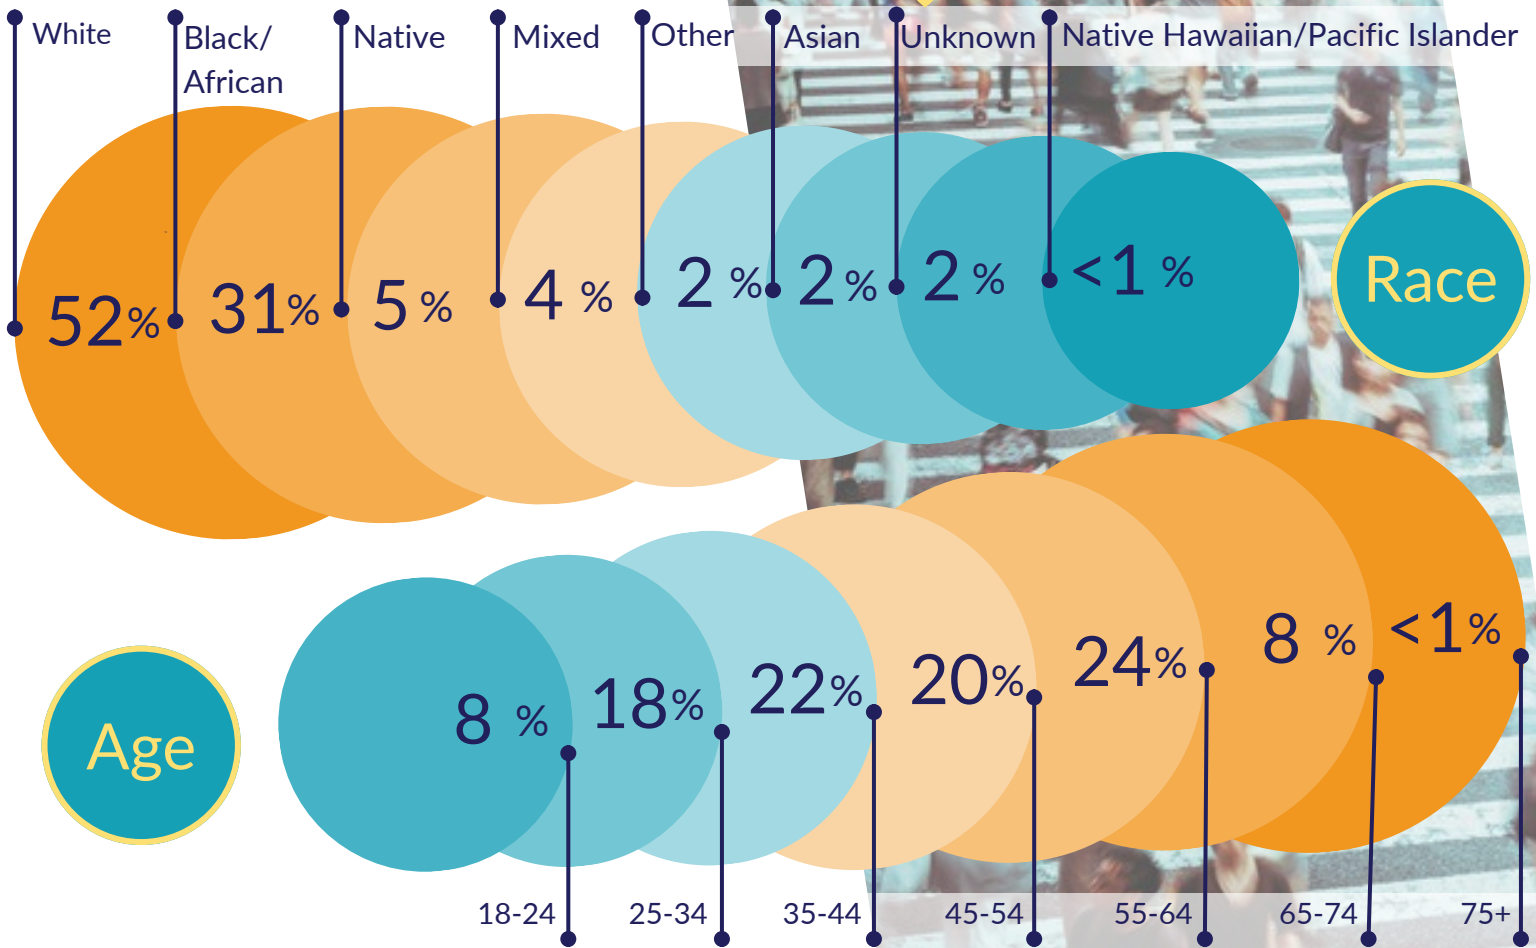 White
Black/
African
Native
Mixed
Other
Asian
Unknown
Native Hawaiian/Pacific Islander
52%
31%
5 %
4 %
2 %
2 %
2 %
<1 %
Race
Age
8 %
18%
22%
20%
24%
8 %
<1%
18-24
25-34
35-44
45-54
55-64
65-74
75+